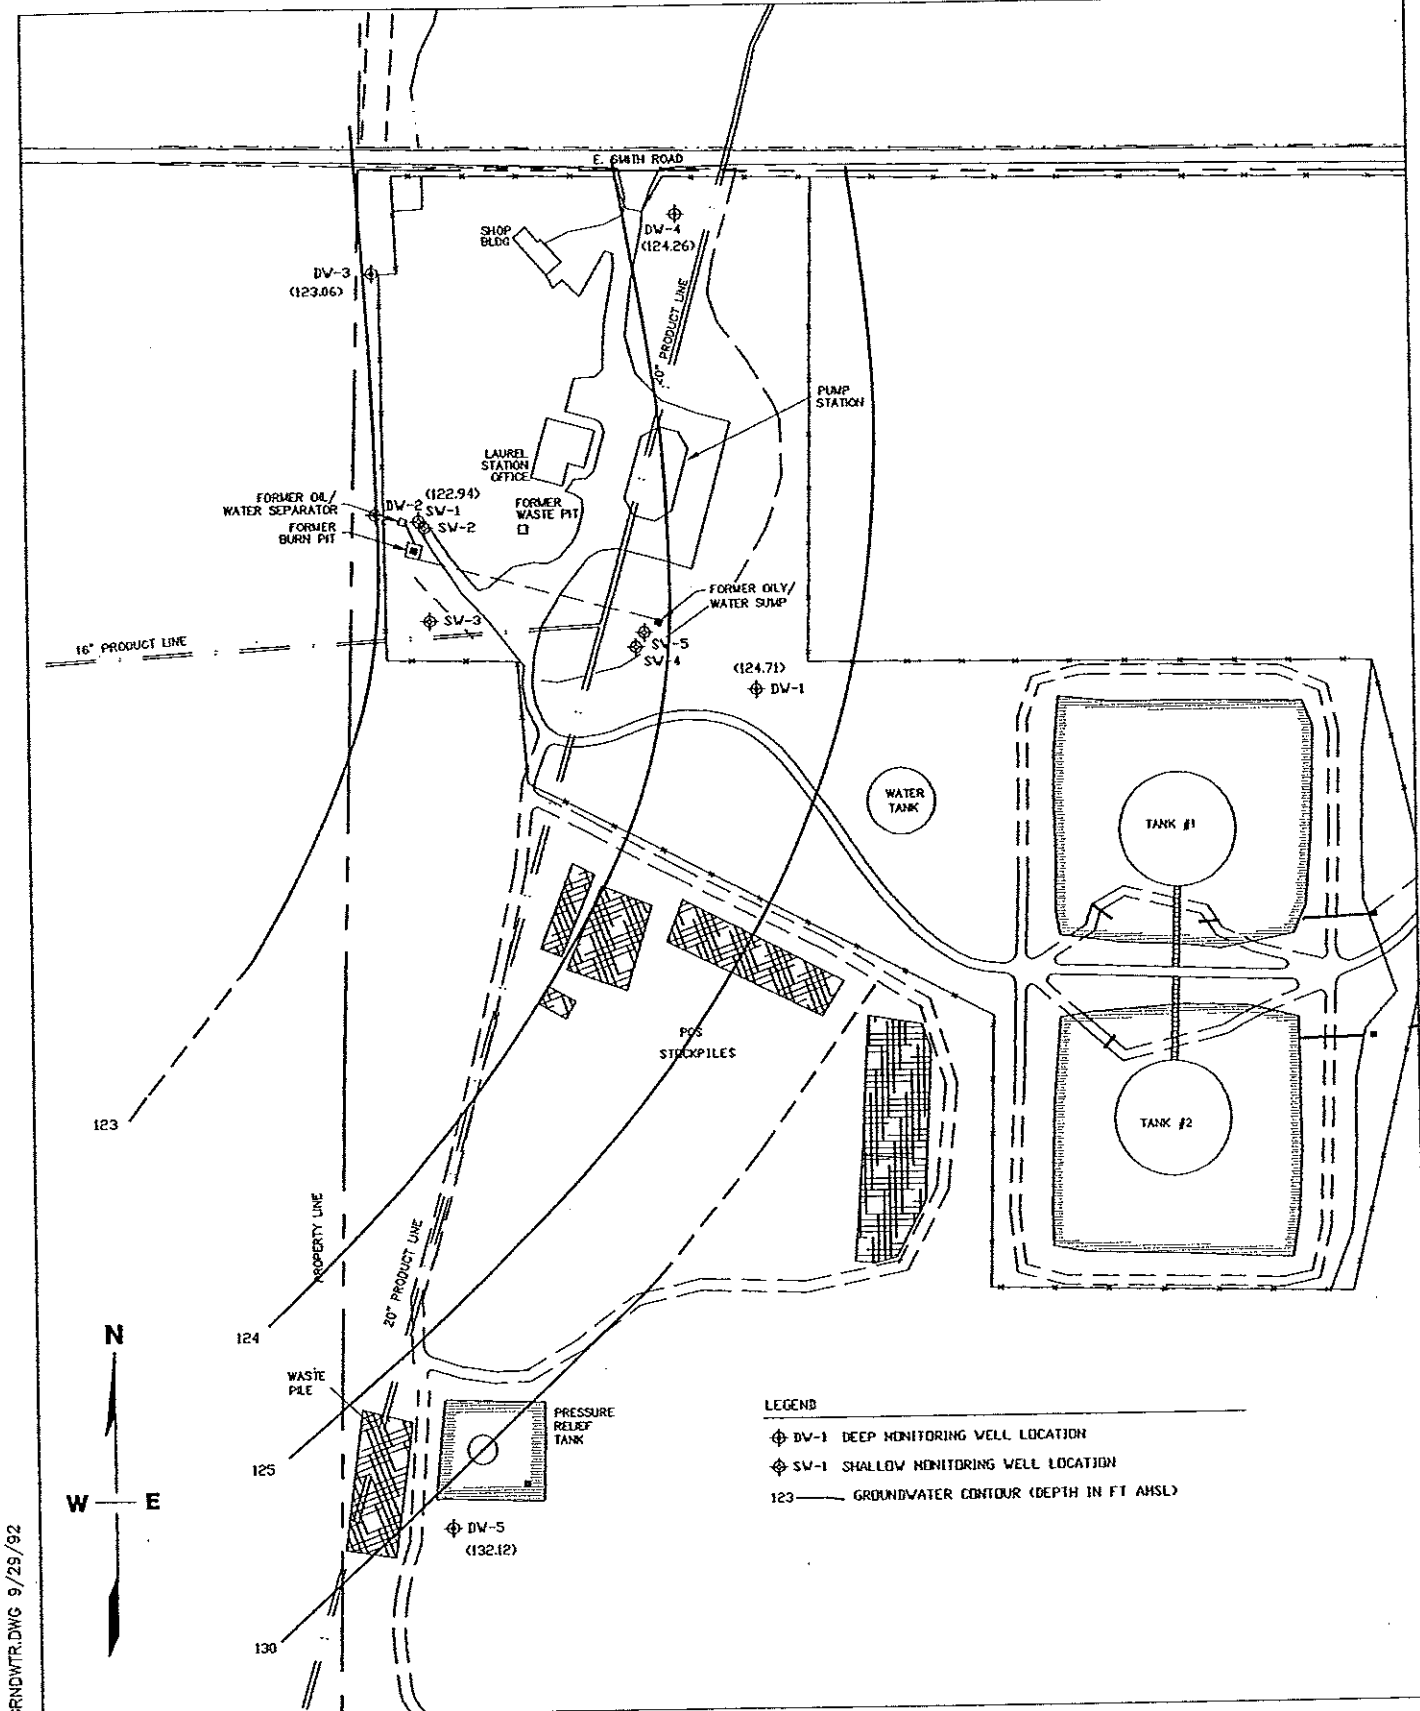 E. SMITH ROAD
SHOP
BLDG
DW-4
(124.26)
DW-3
(123.06)
20" PRODUCT LINE
PUMP
STATION
LAUREL
STATION
OFFICE
FORMER OIL/
WATER SEPARATOR
DW-2
(122.94)
SW-1
SW-2
FORMER
WASTE PIT
FORMER
BURN PIT
FORMER OILY/
WATER SUMP
SW-3
SW-5
SW-4
16" PRODUCT LINE
(124.71)
DW-1
WATER
TANK
TANK #1
POS
STOCKPILES
TANK #2
123
PROPERTY LINE
20" PRODUCT LINE
124
N
WASTE
PILE
PRESSURE
RELIEF
TANK
125
W
E
DW-5
(132.12)
130
LEGEND
DW-1 DEEP MONITORING WELL LOCATION
SW-1 SHALLOW MONITORING WELL LOCATION
123 GROUNDWATER CONTOUR (DEPTH IN FT AMSL)
GRNDWTR.DWG 9/29/92